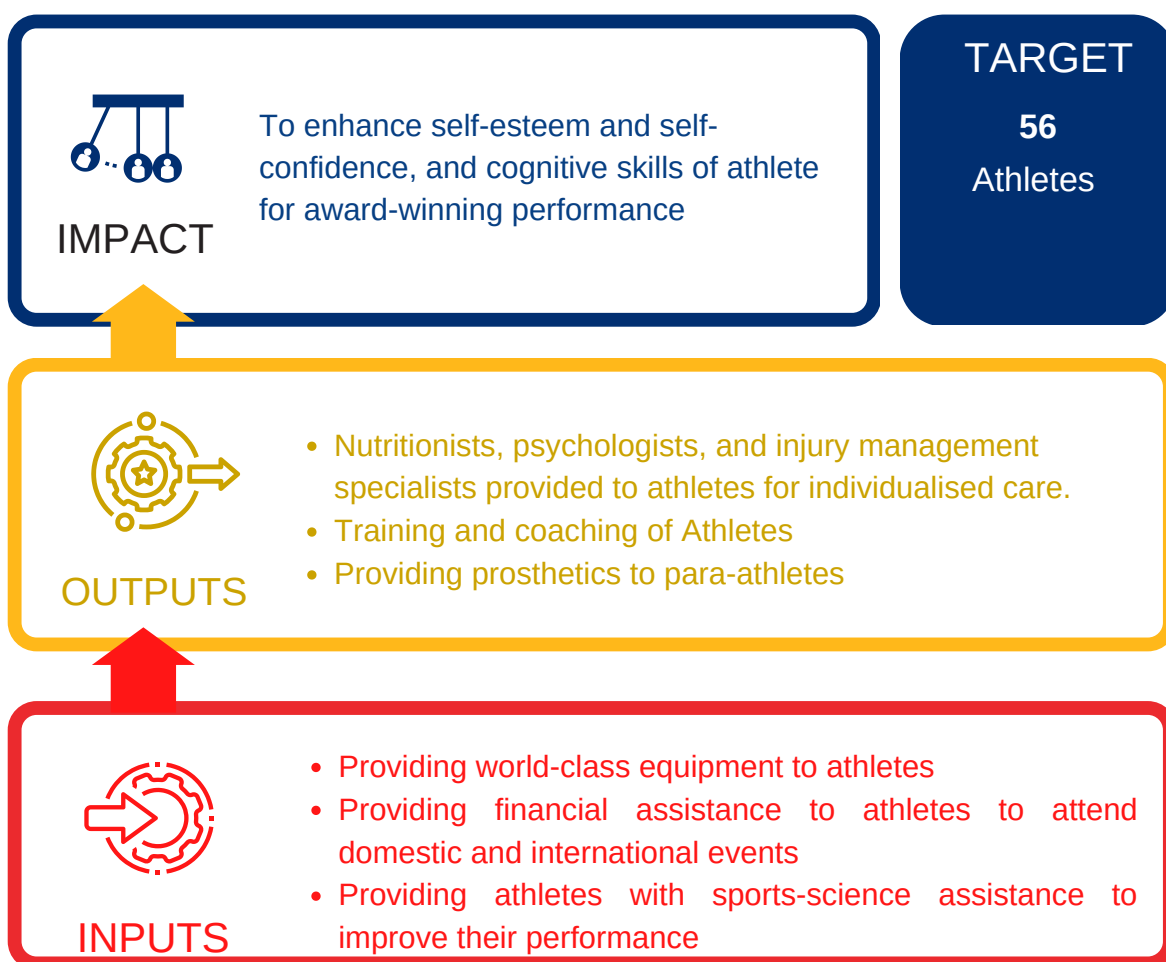 To enhance self-esteem and self-
confidence, and cognitive skills of athlete
for award-winning performance
IMPACT
TARGET
56
Athletes
• Nutritionists, psychologists, and injury management
specialists provided to athletes for individualised care.
• Training and coaching of Athletes
• Providing prosthetics to para-athletes
OUTPUTS
• Providing world-class equipment to athletes
• Providing financial assistance to athletes to attend
domestic and international events
• Providing athletes with sports-science assistance to
improve their performance
INPUTS